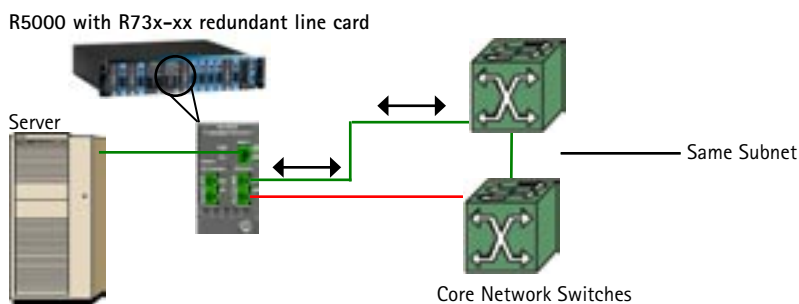 R5000 with R73x-xx redundant line card
Server
Same Subnet
Core Network Switches